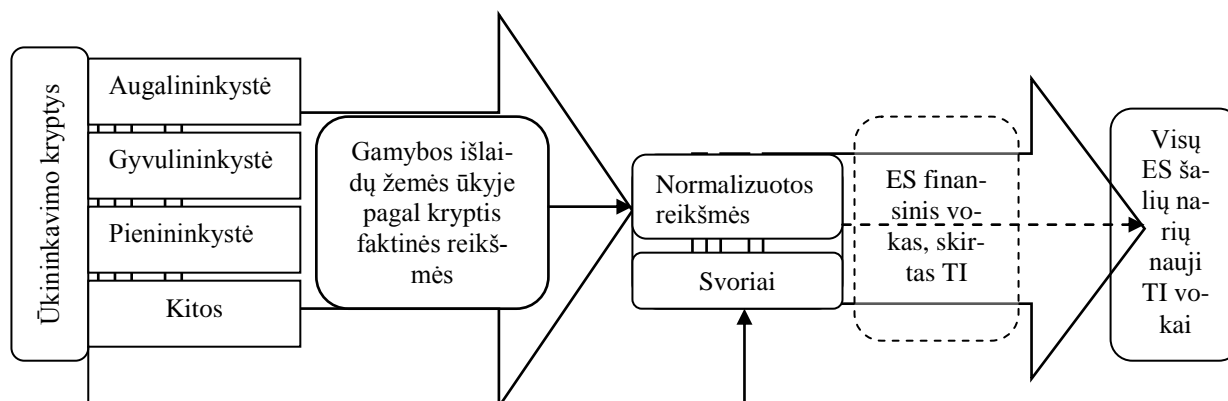 Ūkininkavimo kryptys
Augalininkystė
Gyvulininkystė
Pienininkystė
Kitos
Gamybos išlai-
dų žemės ūkyje
pagal kryptis
faktinės reikš-
mės
Normalizuotos
reikšmės
Svoriai
ES finan-
sinis vo-
kas, skir-
tas TI
Visų
ES ša-
lių na-
rių
nauji
TI vo-
kai